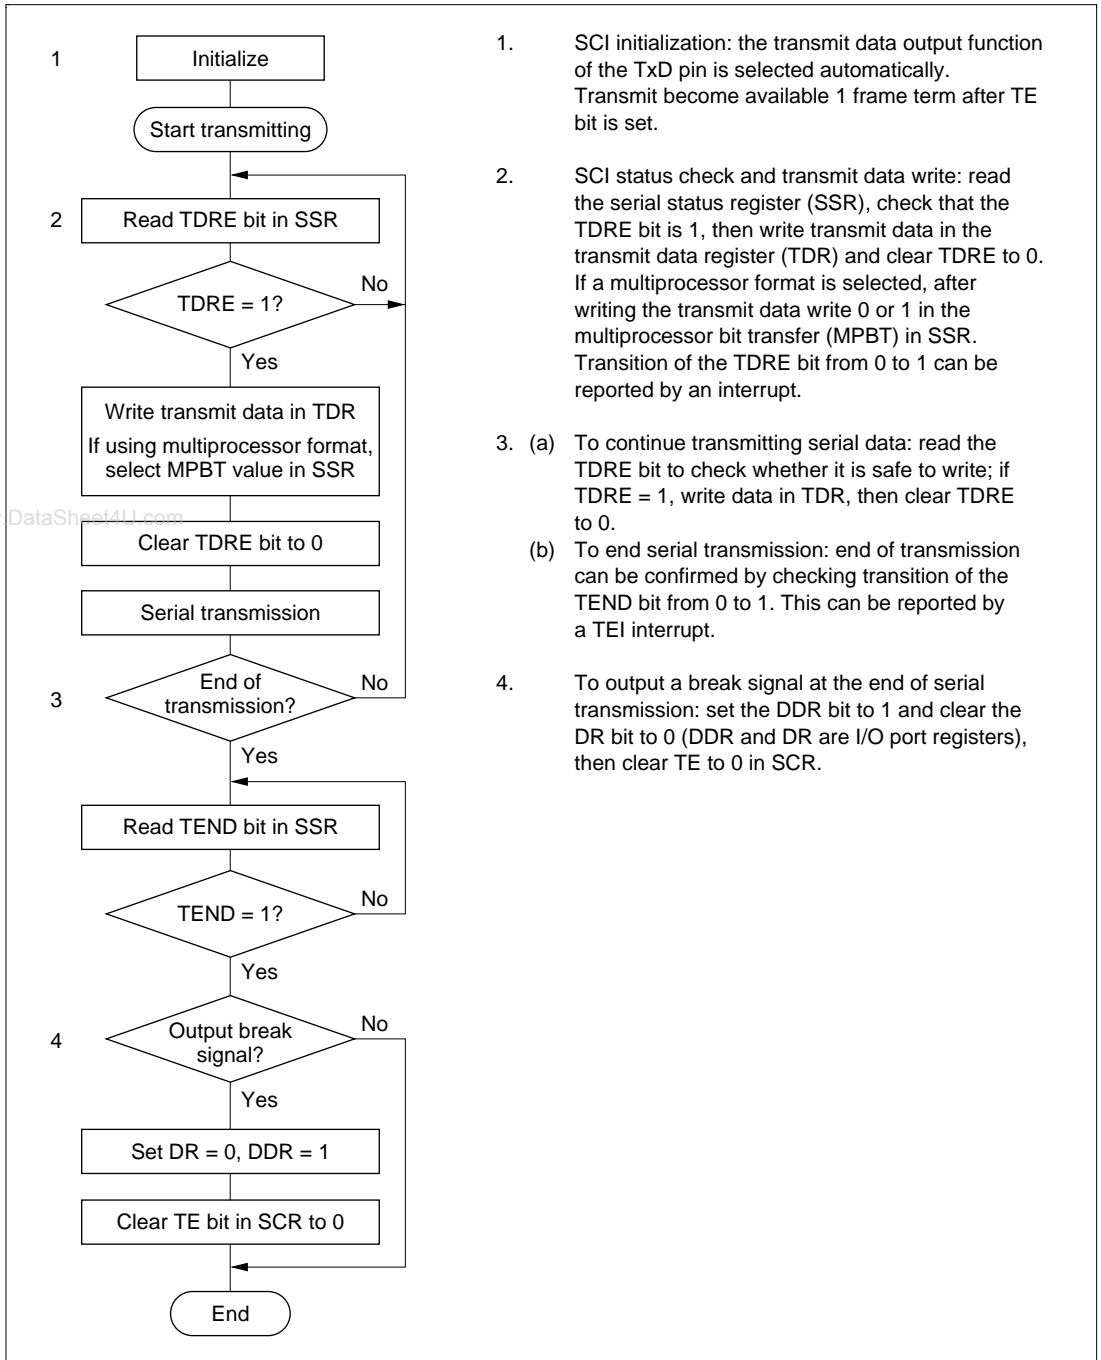 1
Initialize
Start transmitting
2
Read TDRE bit in SSR
TDRE = 1?
No
Yes
Write transmit data in TDR
If using multiprocessor format,
select MPBT value in SSR
.DataSheet4U.com
Clear TDRE bit to 0
Serial transmission
3
End of
transmission?
No
Yes
Read TEND bit in SSR
TEND = 1?
No
Yes
4
Output break
signal?
No
Yes
Set DR = 0, DDR = 1
Clear TE bit in SCR to 0
End
1. SCI initialization: the transmit data output function
of the TxD pin is selected automatically.
Transmit become available 1 frame term after TE
bit is set.
2. SCI status check and transmit data write: read
the serial status register (SSR), check that the
TDRE bit is 1, then write transmit data in the
transmit data register (TDR) and clear TDRE to 0.
If a multiprocessor format is selected, after
writing the transmit data write 0 or 1 in the
multiprocessor bit transfer (MPBT) in SSR.
Transition of the TDRE bit from 0 to 1 can be
reported by an interrupt.
3. (a) To continue transmitting serial data: read the
TDRE bit to check whether it is safe to write; if
TDRE = 1, write data in TDR, then clear TDRE
to 0.
(b) To end serial transmission: end of transmission
can be confirmed by checking transition of the
TEND bit from 0 to 1. This can be reported by
a TEI interrupt.
4. To output a break signal at the end of serial
transmission: set the DDR bit to 1 and clear the
DR bit to 0 (DDR and DR are I/O port registers),
then clear TE to 0 in SCR.